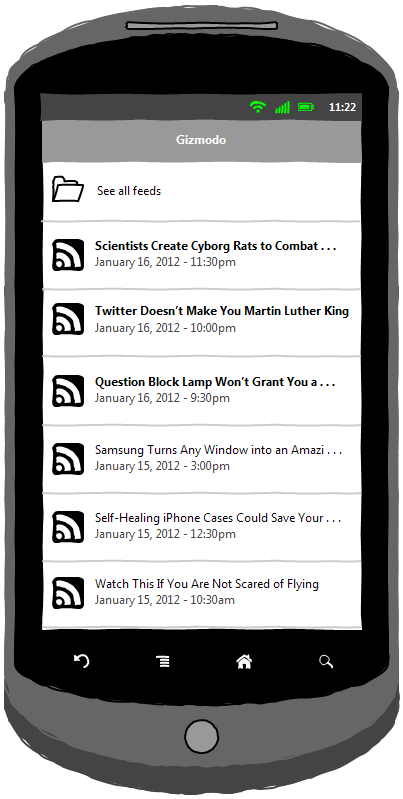 11:22
Gizmodo
See all feeds
Scientists Create Cyborg Rats to Combat . . .
January 16, 2012 - 11:30pm
Twitter Doesn't Make You Martin Luther King
January 16, 2012 - 10:00pm
Question Block Lamp Won't Grant You a . . .
January 16, 2012 - 9:30pm
Samsung Turns Any Window into an Amazi . . .
January 15, 2012 - 3:00pm
Self-Healing iPhone Cases Could Save Your . . .
January 15, 2012 - 12:30pm
Watch This If You Are Not Scared of Flying
January 15, 2012 - 10:30am